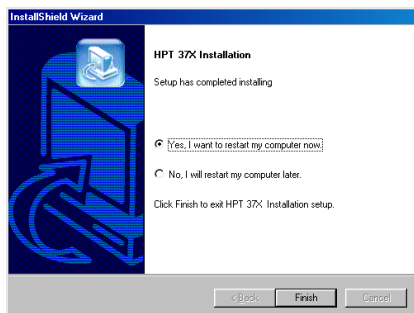 InstallShield Wizard
HPT 37X Installation
Setup has completed installing
Yes, I want to restart my computer now.
No, I will restart my computer later.
Click Finish to exit HPT 37X Installation setup.
< Back
Finish
Cancel